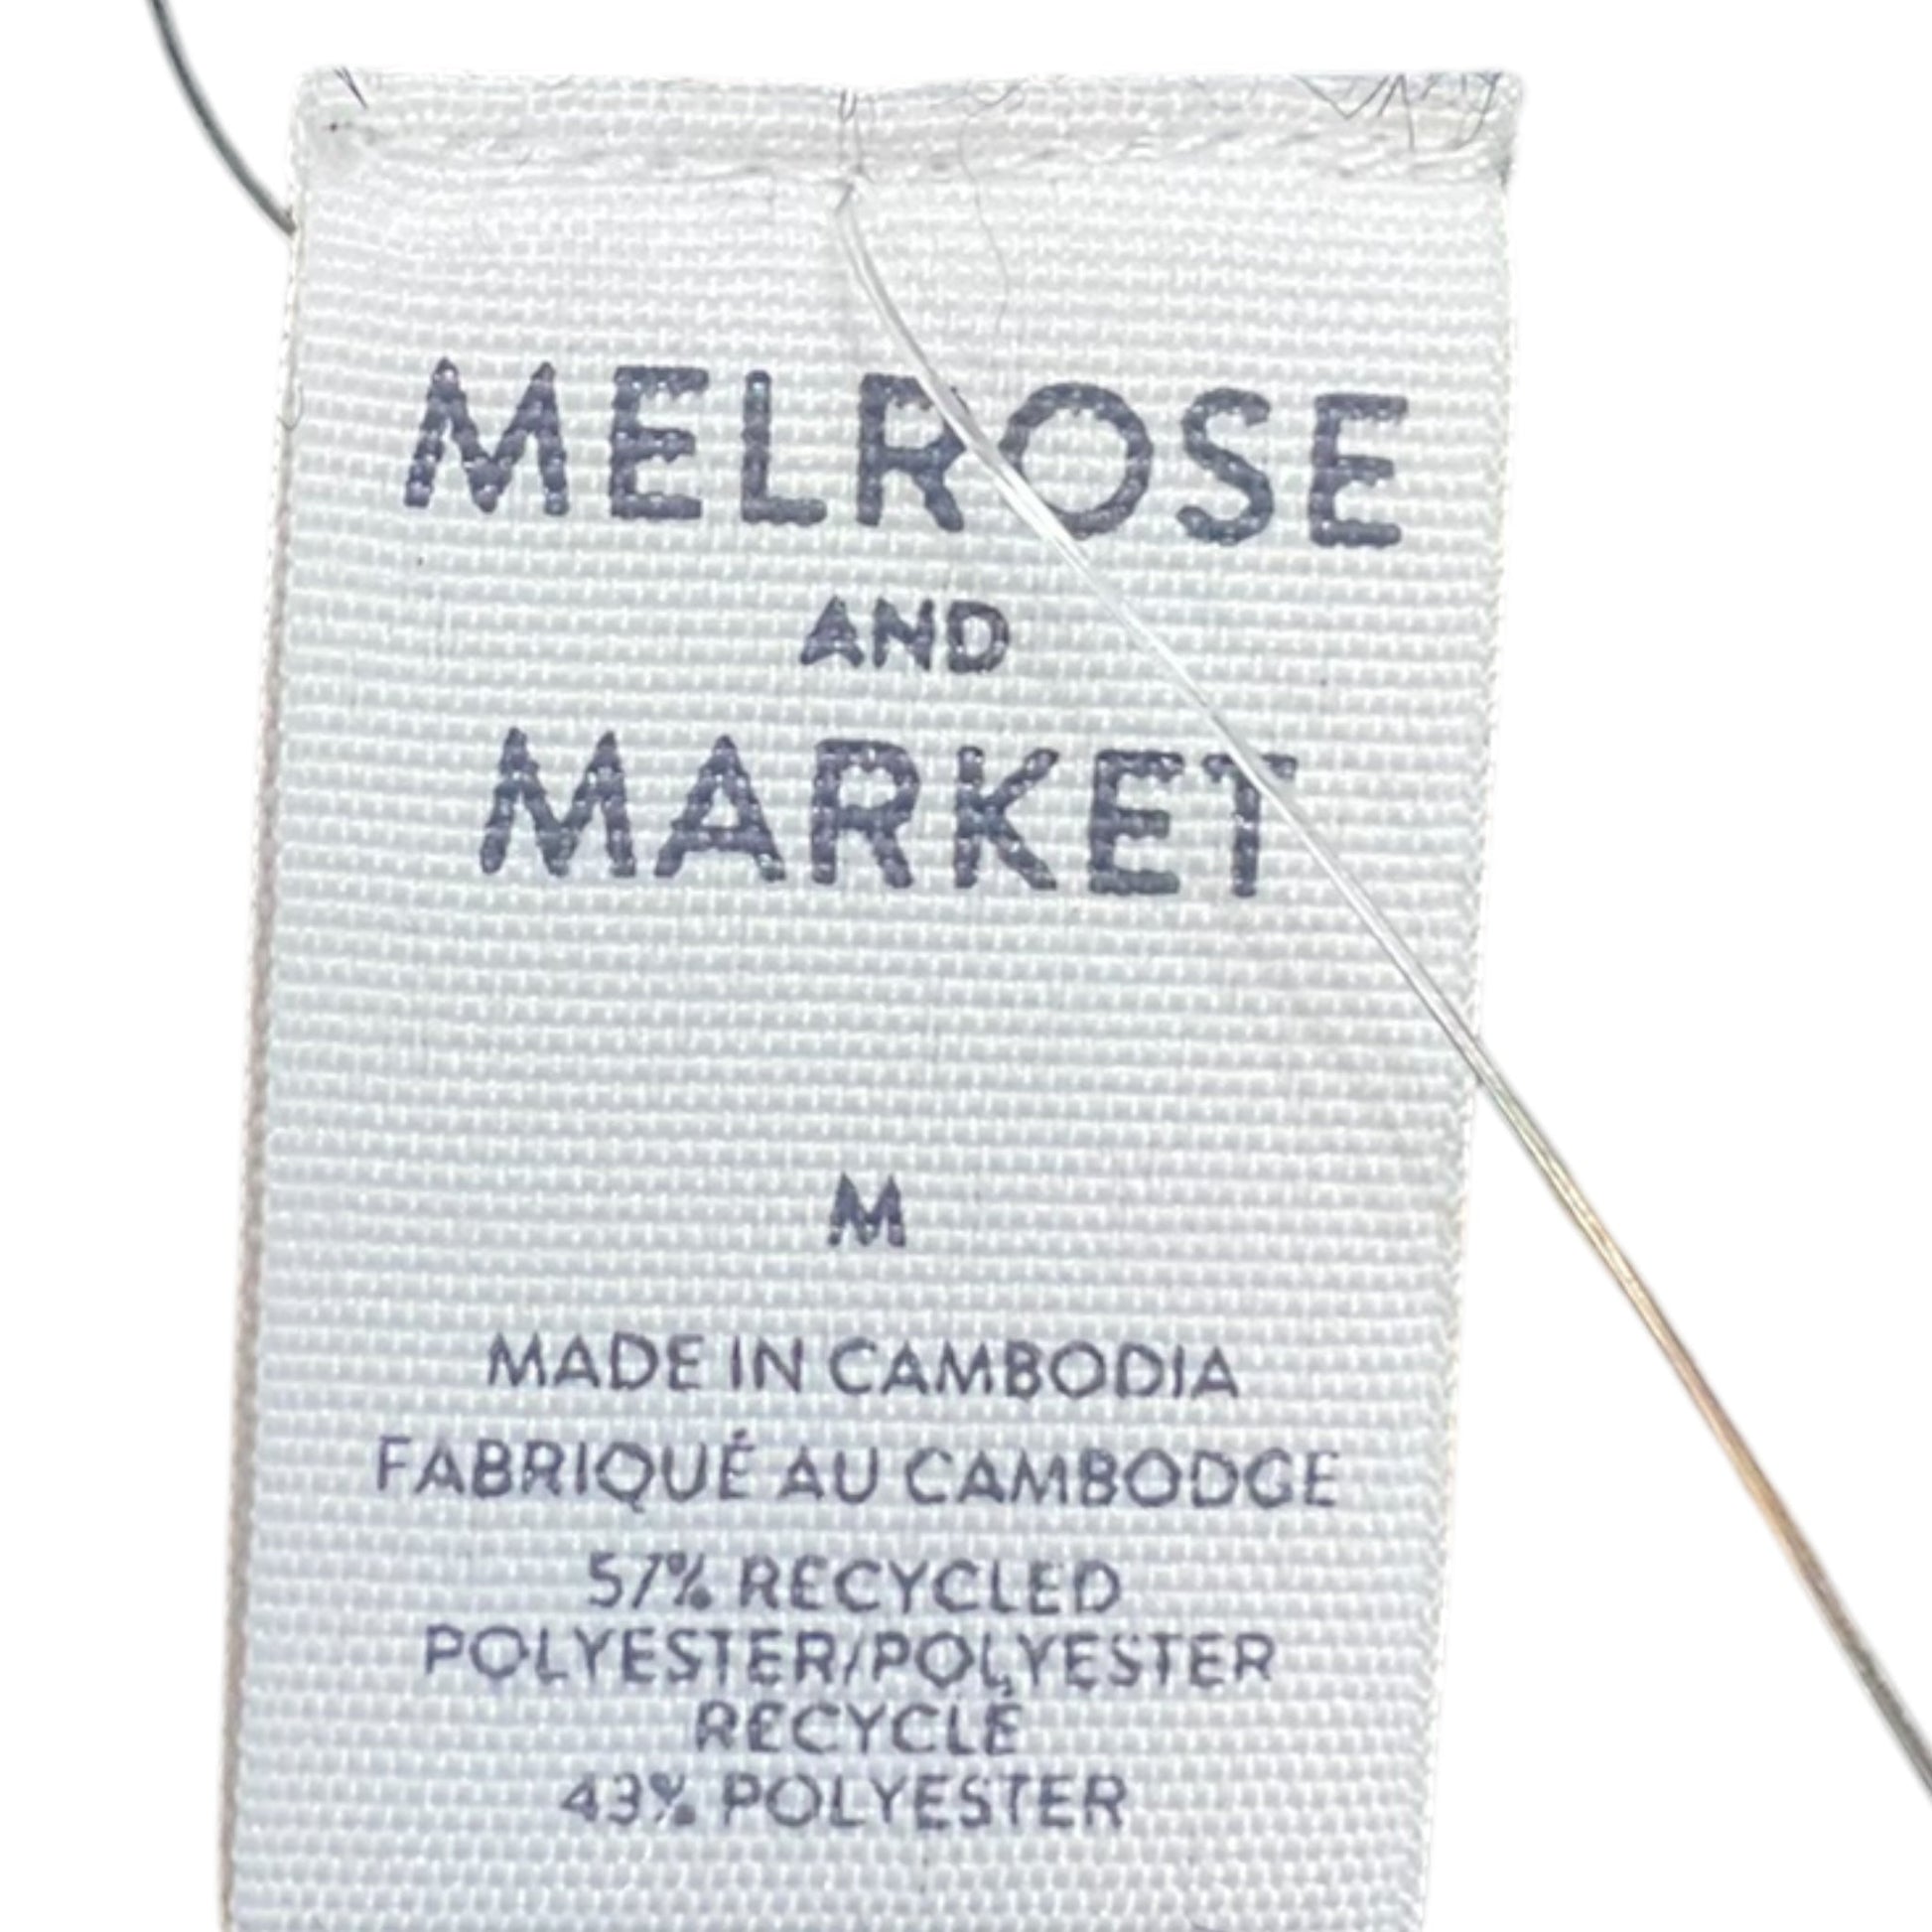 MELROSE
AND
MARKET
M
MADE IN CAMBODIA
FABRIQUÉ AU CAMBODGE
57% RECYCLED
POLYESTER/POLYESTER
RECYCLÉ
43% POLYESTER